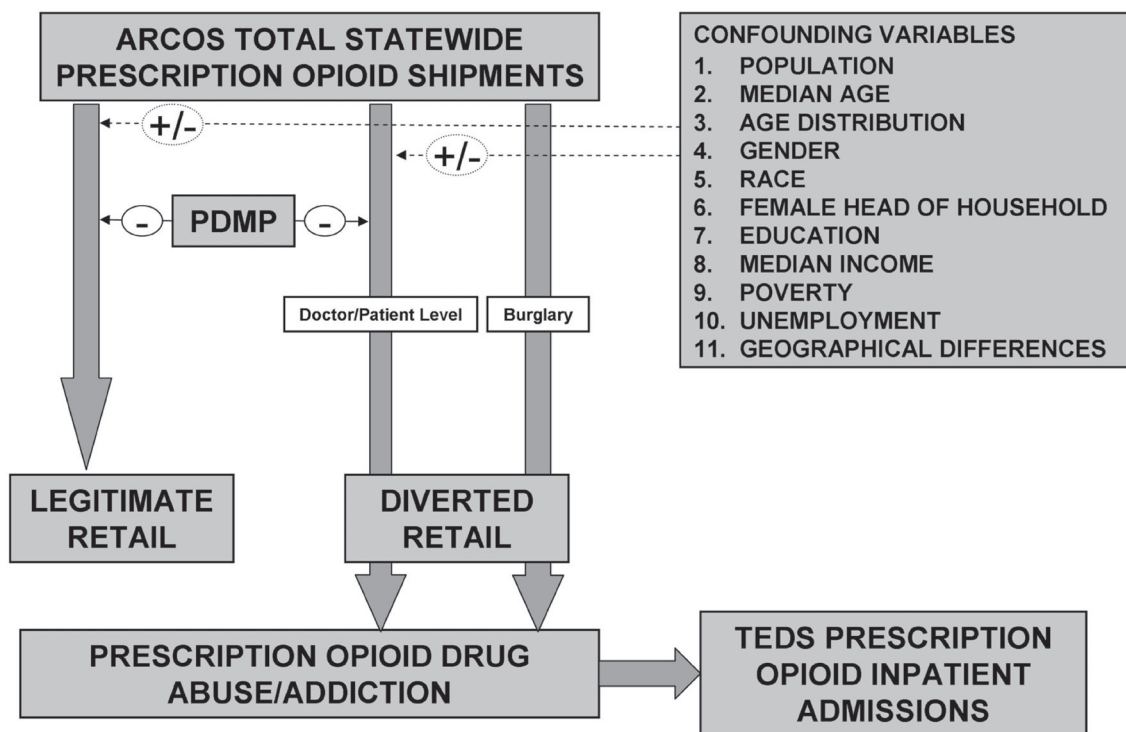 ARCOS TOTAL STATEWIDE
PRESCRIPTION OPIOID SHIPMENTS
CONFOUNDING VARIABLES
1. POPULATION
2. MEDIAN AGE
3. AGE DISTRIBUTION
4. GENDER
5. RACE
6. FEMALE HEAD OF HOUSEHOLD
7. EDUCATION
8. MEDIAN INCOME
9. POVERTY
10. UNEMPLOYMENT
11. GEOGRAPHICAL DIFFERENCES
+/-
+/-
- PDMP -
Doctor/Patient Level
Burglary
LEGITIMATE
RETAIL
DIVERTED
RETAIL
PRESCRIPTION OPIOID DRUG
ABUSE/ADDICTION
TEDS PRESCRIPTION
OPIOID INPATIENT
ADMISSIONS